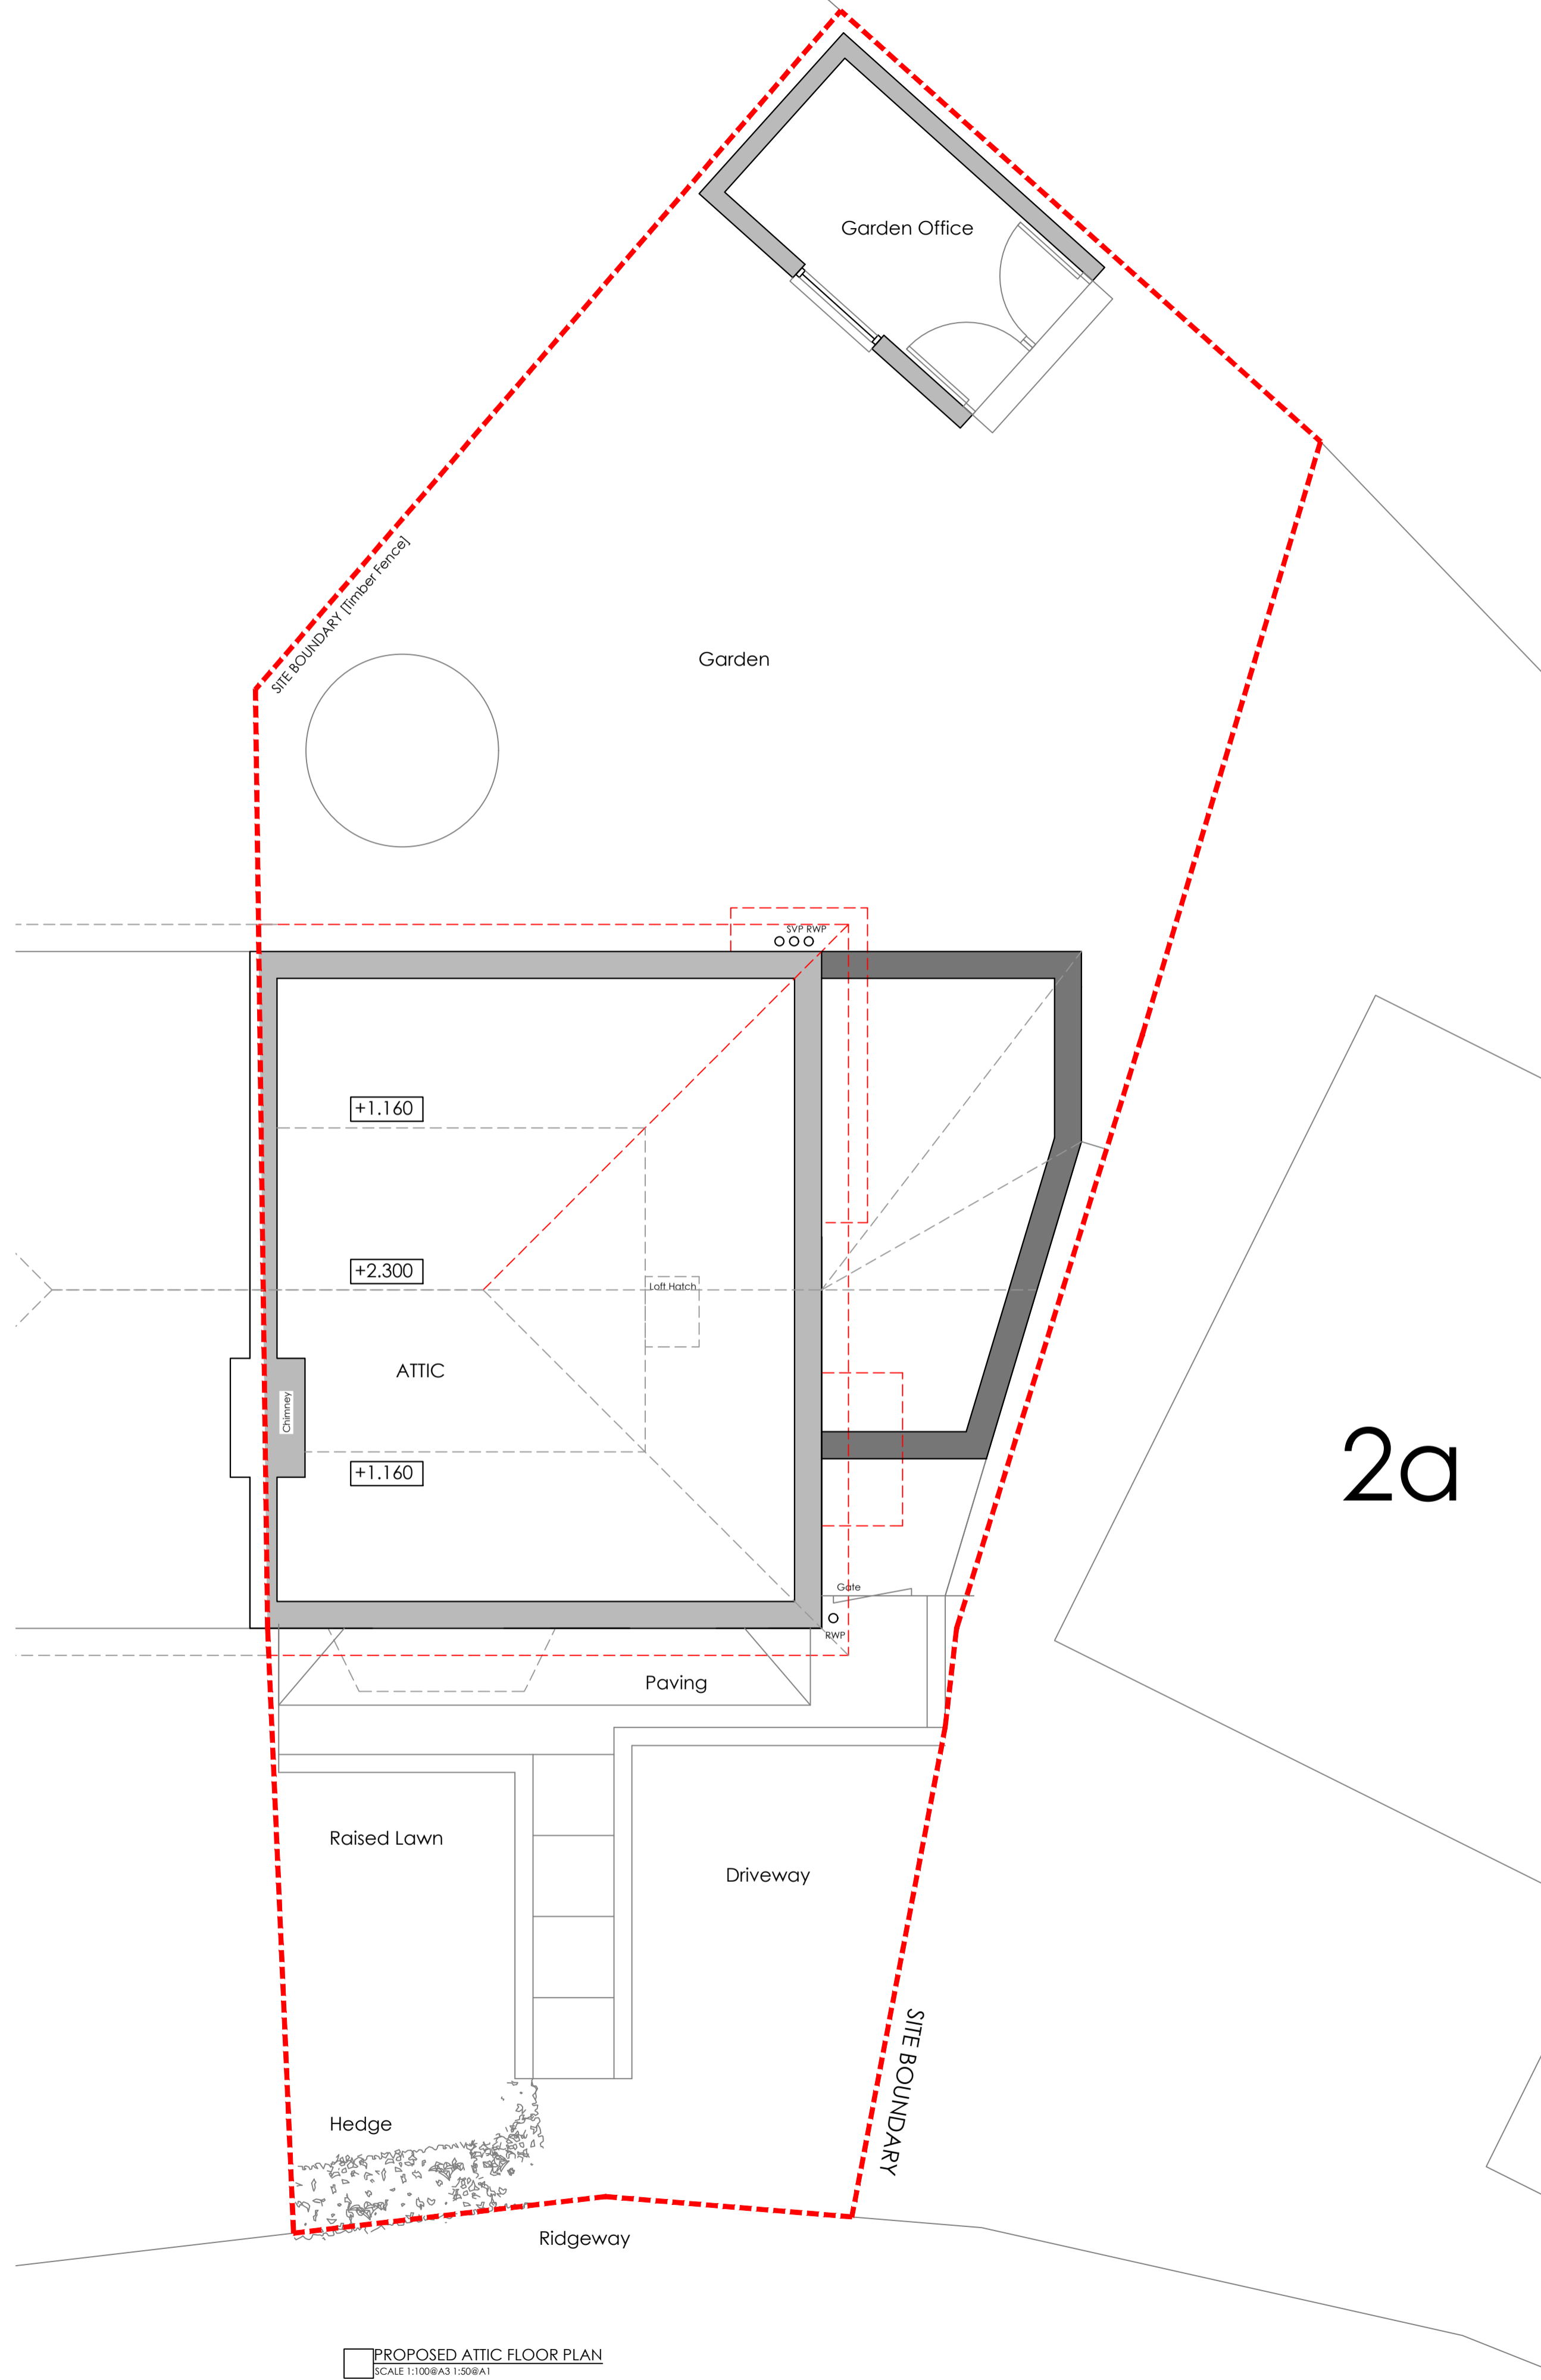 Garden Office
SITE BOUNDARY [Timber Fence]
Garden
SVP RWP
+1.160
+2.300
Loft Hatch
ATTIC
Chimney
+1.160
2a
Gate
RWP
Paving
Raised Lawn
Driveway
SITE BOUNDARY
Hedge
Ridgeway
PROPOSED ATTIC FLOOR PLAN
SCALE 1:100@A3 1:50@A1